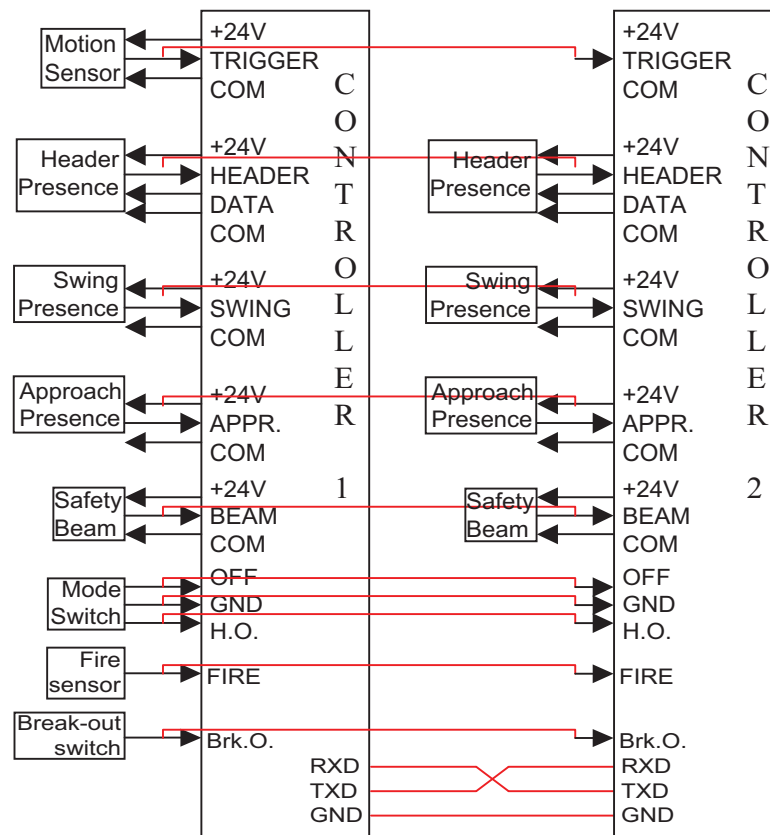 Motion
Sensor
+24V
TRIGGER
COM
Header
Presence
+24V
HEADER
DATA
COM
Swing
Presence
+24V
SWING
COM
Approach
Presence
+24V
APPR.
COM
Safety
Beam
+24V
BEAM
COM
Mode
Switch
OFF
GND
H.O.
Fire
sensor
FIRE
Break-out
switch
Brk.O.
RXD
TXD
GND
C
O
N
T
R
O
L
L
E
R
1
+24V
TRIGGER
COM
Header
Presence
+24V
HEADER
DATA
COM
Swing
Presence
+24V
SWING
COM
Approach
Presence
+24V
APPR.
COM
Safety
Beam
+24V
BEAM
COM
OFF
GND
H.O.
FIRE
Brk.O.
RXD
TXD
GND
C
O
N
T
R
O
L
L
E
R
2